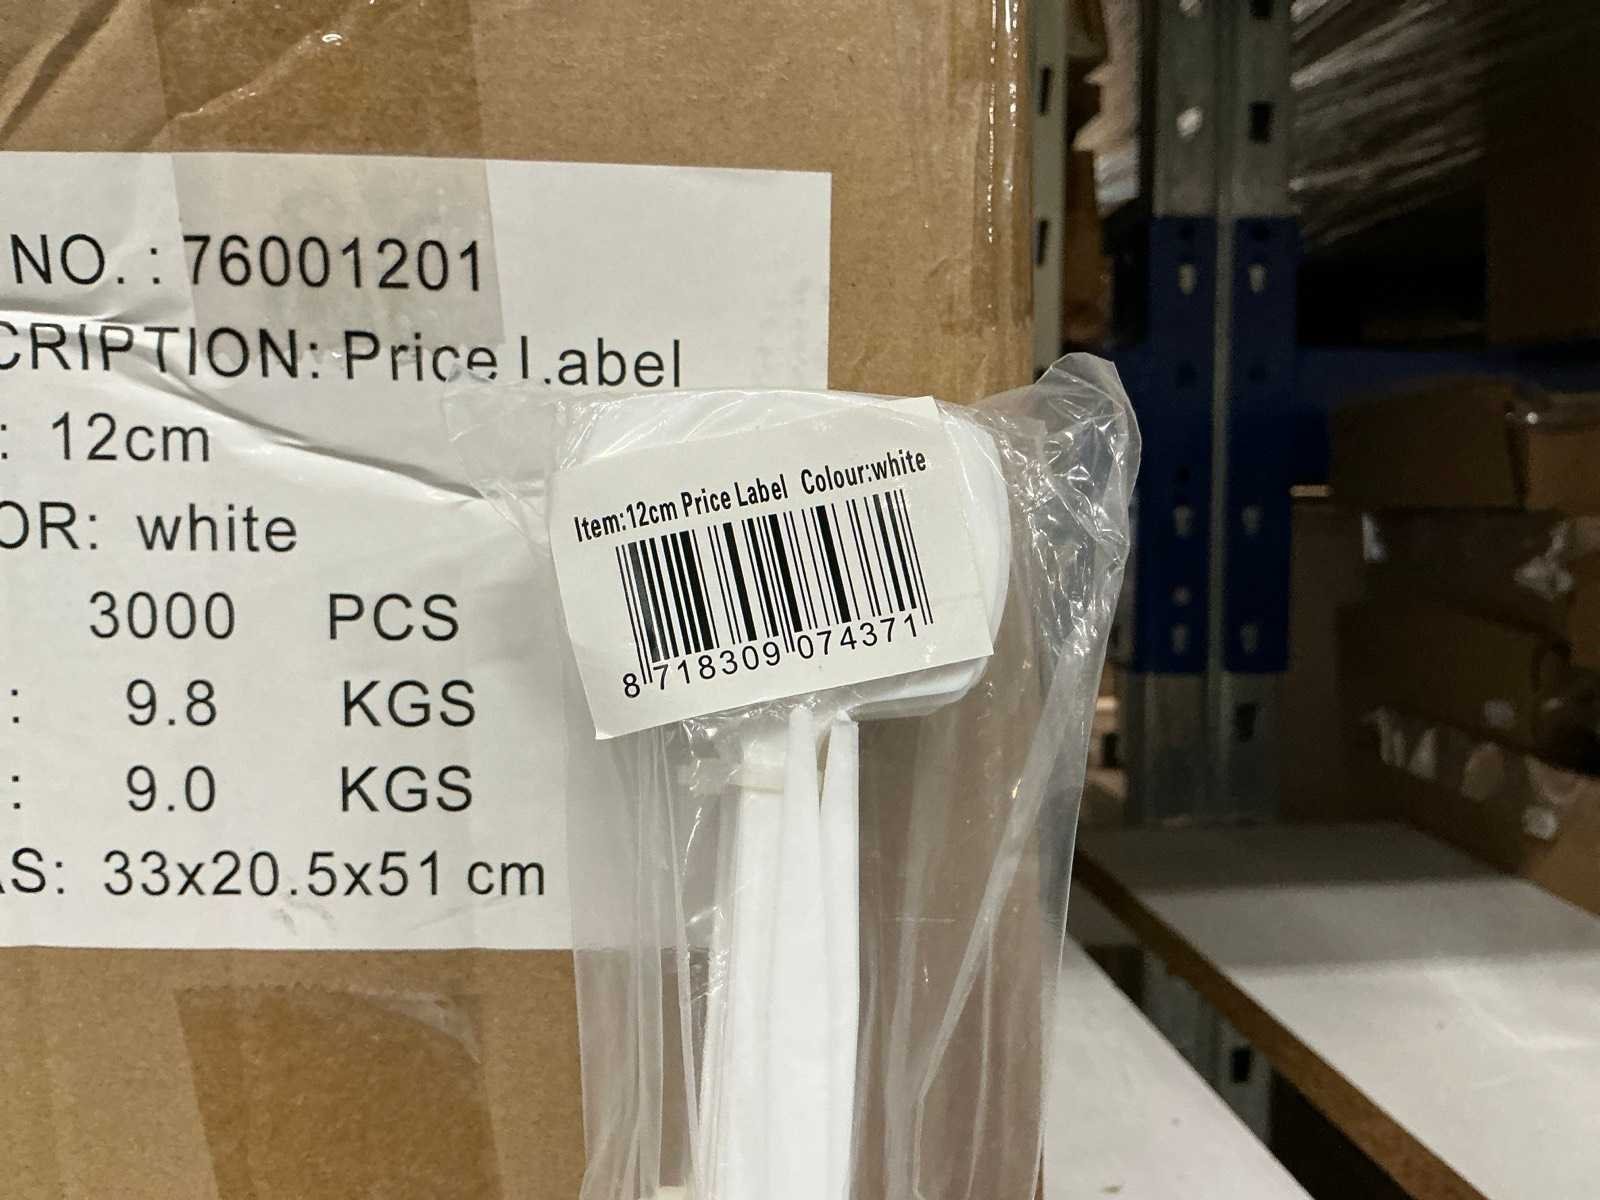 NO.: 76001201
CRIPTION: Price Label
: 12cm
OR: white
3000 PCS
: 9.8 KGS
: 9.0 KGS
AS: 33x20.5x51 cm
Item:12cm Price Label Colour:white
8 718309 074371